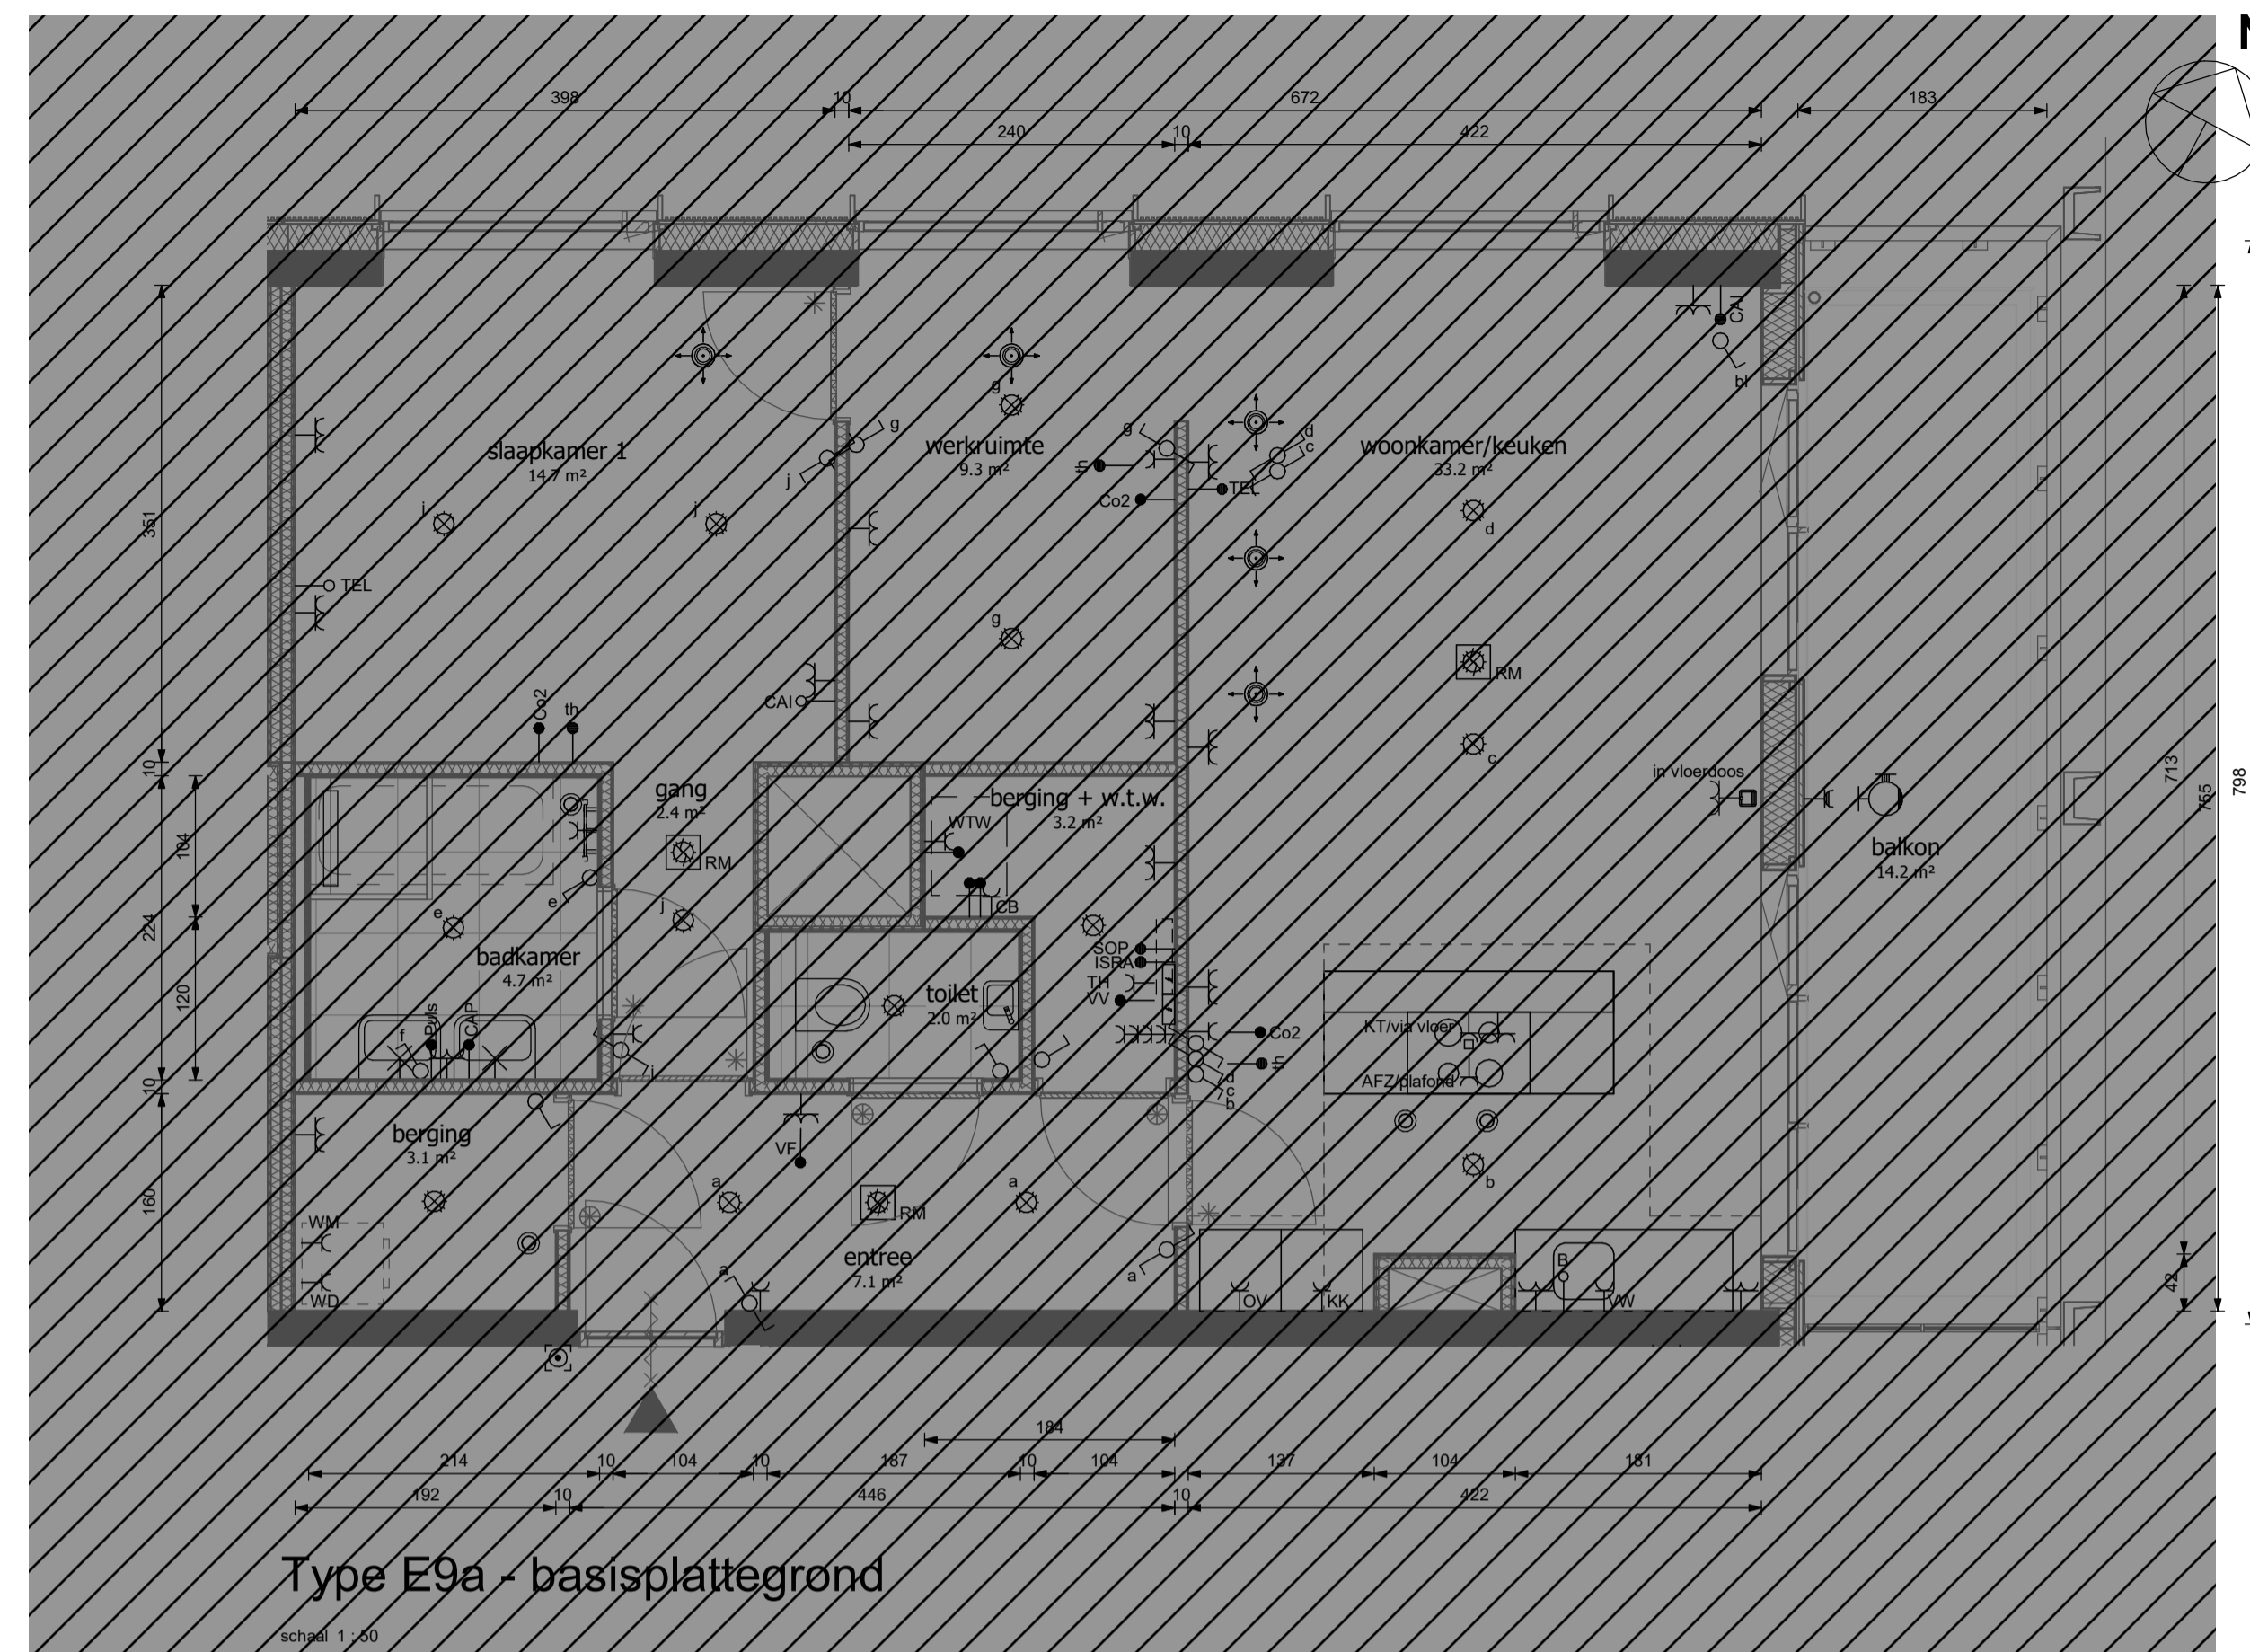 N
398
10
672
183
240
10
422
7
CAI
bl
g
g
g
d
c
slaapkamer 1
14.7 m²
werkruimte
9.3 m²
woonkamer/keuken
33.2 m²
j
Co2
TEL
j
d
351
TEL
g
RM
CAI
Co2
th
c
10
gang
2.4 m²
berging + w.t.w.
3.2 m²
WTW
in vloerdoos
713
755
798
104
RM
balkon
14.2 m²
e
e
j
CB
224
badkamer
4.7 m²
SOP
ISRA
TH
VV
toilet
2.0 m²
120
Puls
CAP
f
KT/via vloer
Co2
AFZ/plafond
10
d
c
b
berging
3.1 m²
VF
a
a
b
160
RM
WM
WD
entree
7.1 m²
a
a
B
OV
KK
VW
42
184
214
10
104
10
187
10
104
137
104
181
192
10
446
10
422
Type E9a - basisplattegrond
schaal 1 : 50